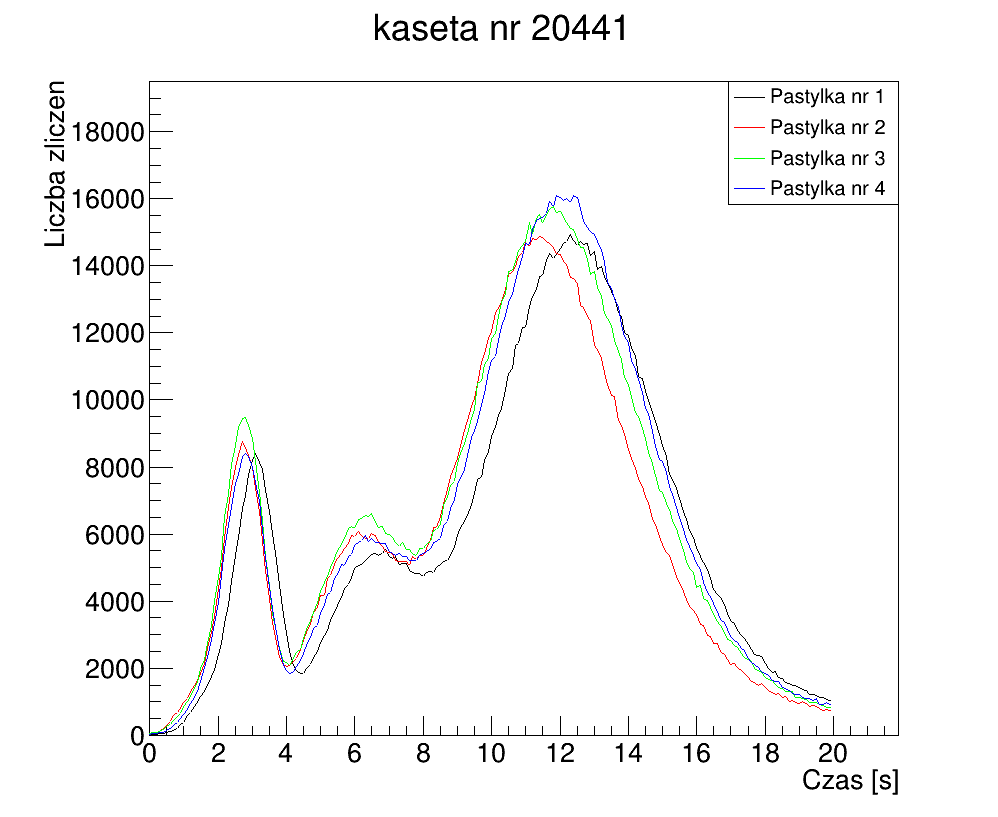 kaseta nr 20441
Liczba zliczen
Pastylka nr 1
Pastylka nr 2
Pastylka nr 3
Pastylka nr 4
18000
16000
14000
12000
10000
8000
6000
4000
2000
0
0 2 4 6 8 10 12 14 16 18 20
Czas [s]